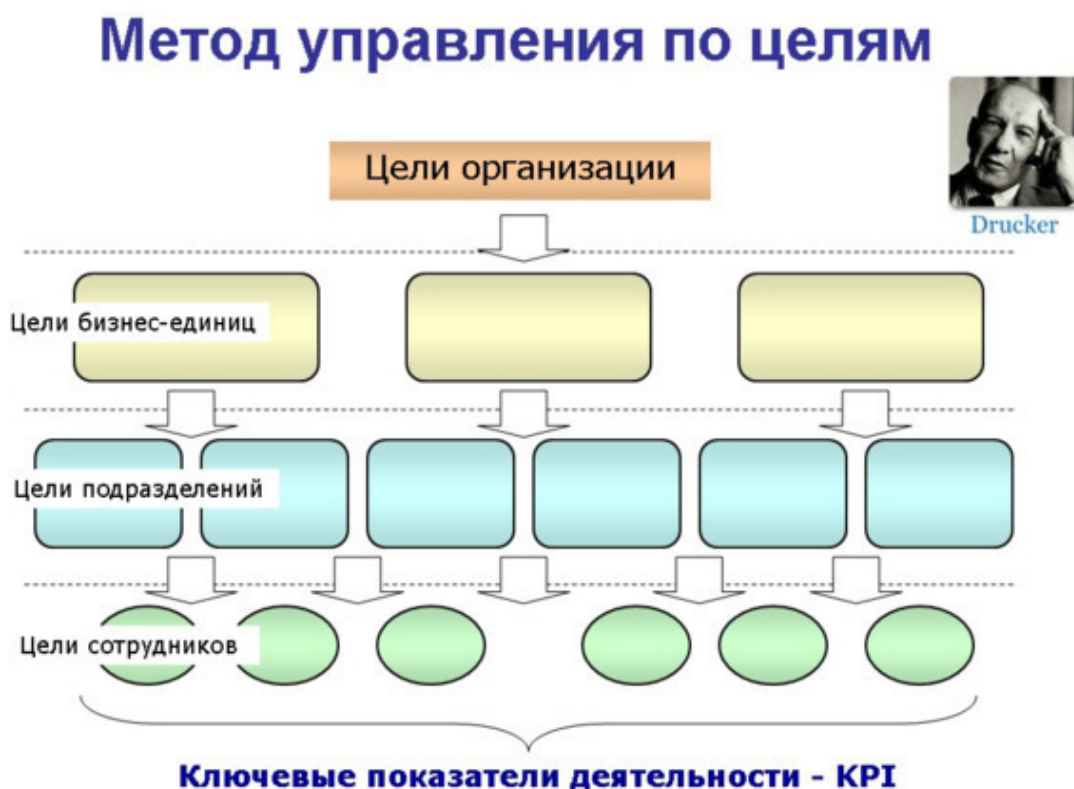 Метод управления по целям
Цели организации
Drucker
Цели бизнес-единиц
Цели подразделений
Цели сотрудников
Ключевые показатели деятельности - KPI